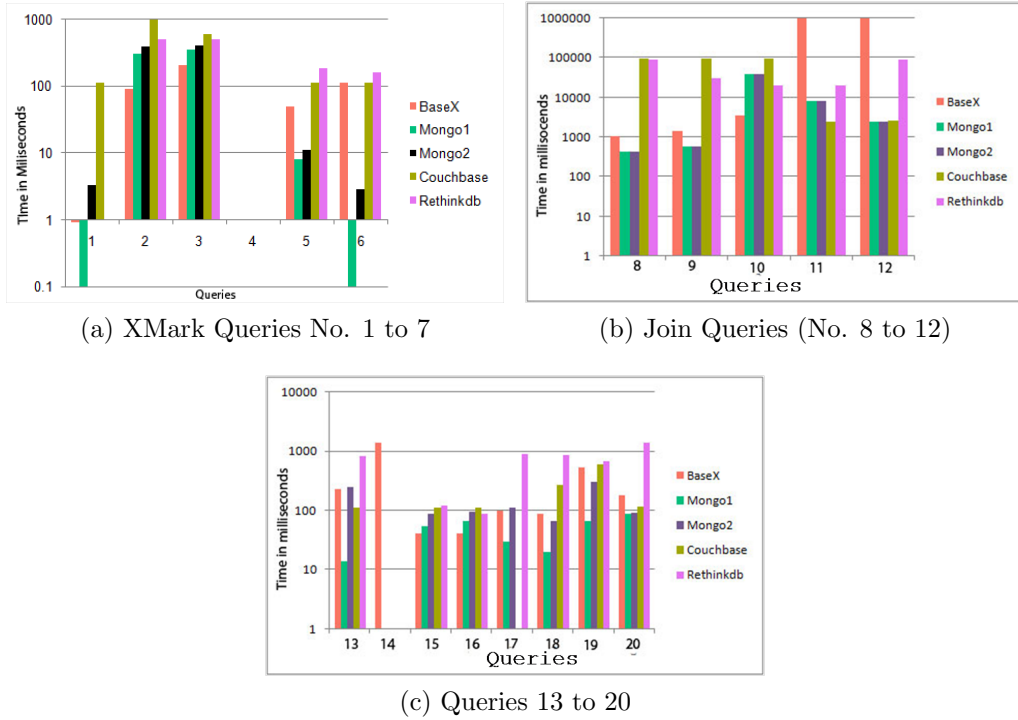 1000
100
10
1
0.1
Time in Miliseconds
1 2 3 4 5 6
Queries
BaseX
Mongo1
Mongo2
Couchbase
Rethinkdb
(a) XMark Queries No. 1 to 7
1000000
100000
10000
1000
100
10
1
Time in millisocends
8 9 10 11 12
Queries
BaseX
Mongo1
Mongo2
Couchbase
Rethinkdb
(b) Join Queries (No. 8 to 12)
10000
1000
100
10
1
Time in milliseconds
13 14 15 16 17 18 19 20
Queries
BaseX
Mongo1
Mongo2
Couchbase
Rethinkdb
(c) Queries 13 to 20